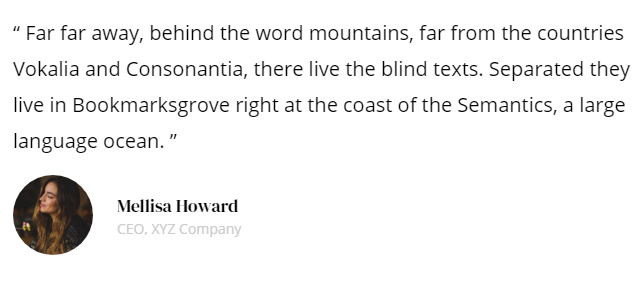 “ Far far away, behind the word mountains, far from the countries
Vokalia and Consonantia, there live the blind texts. Separated they
live in Bookmarksgrove right at the coast of the Semantics, a large
language ocean. ”
Mellisa Howard
CEO, XYZ Company